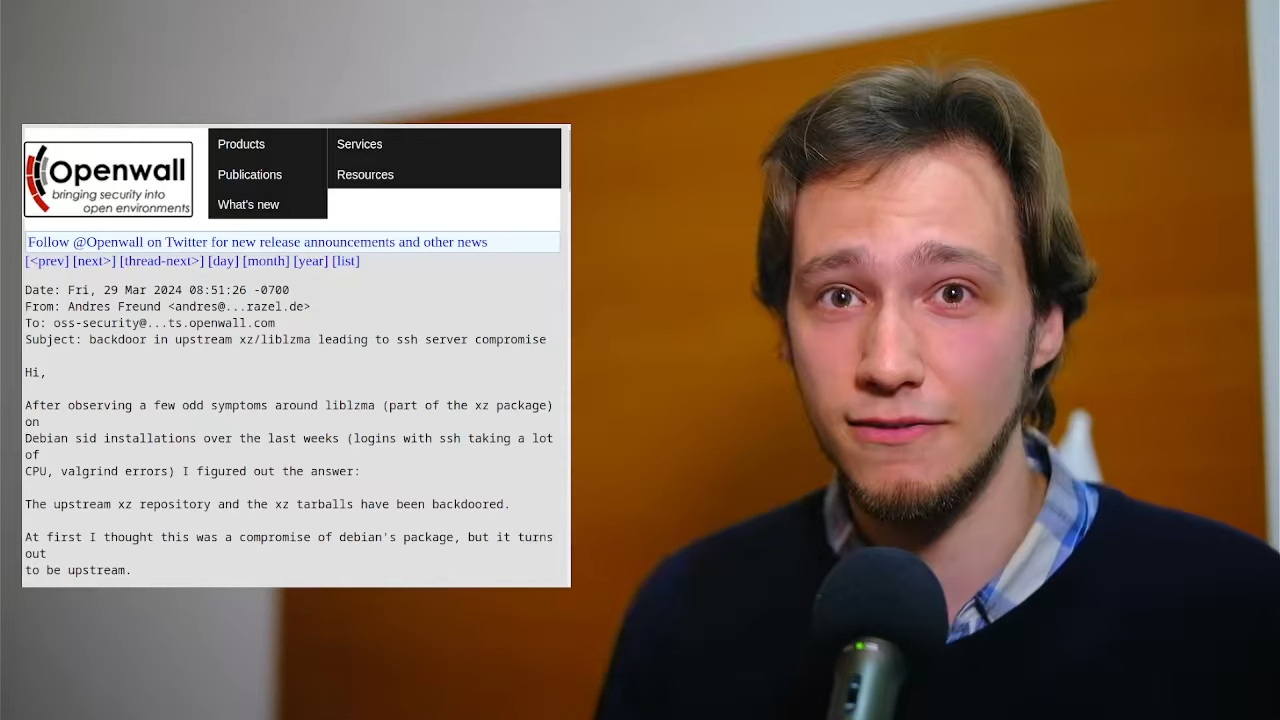 Openwall
bringing security into
open environments
Products
Services
Publications
Resources
What's new
Follow @Openwall on Twitter for new release announcements and other news
[<prev] [next>] [thread-next>] [day] [month] [year] [list]
Date: Fri, 29 Mar 2024 08:51:26 -0700
From: Andres Freund <andres@...razel.de>
To: oss-security@...ts.openwall.com
Subject: backdoor in upstream xz/liblzma leading to ssh server compromise
Hi,
After observing a few odd symptoms around liblzma (part of the xz package)
on
Debian sid installations over the last weeks (logins with ssh taking a lot
of
CPU, valgrind errors) I figured out the answer:
The upstream xz repository and the xz tarballs have been backdoored.
At first I thought this was a compromise of debian's package, but it turns
out
to be upstream.